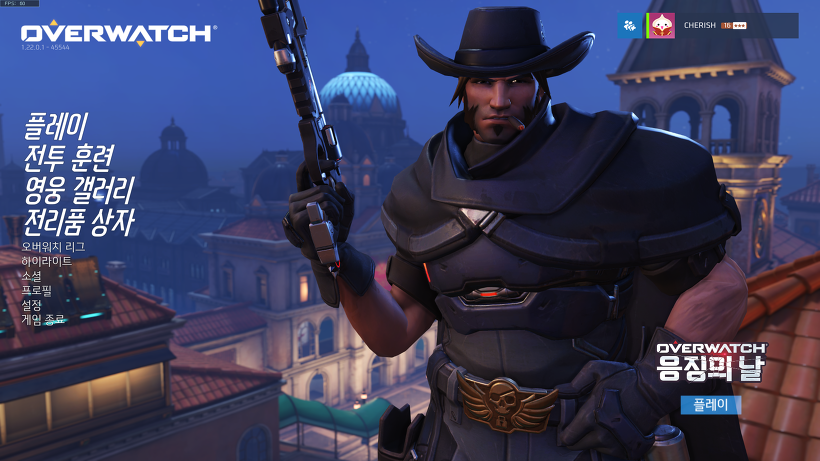 FPS: 60
OVERWATCH
1.22.0.1 - 45544
CHERISH
플레이
전투 훈련
영웅 갤러리
전리품 상자
오버워치 리그
하이라이트
소셜
프로필
설정
게임 종료
OVERWATCH
응징의 날
플레이